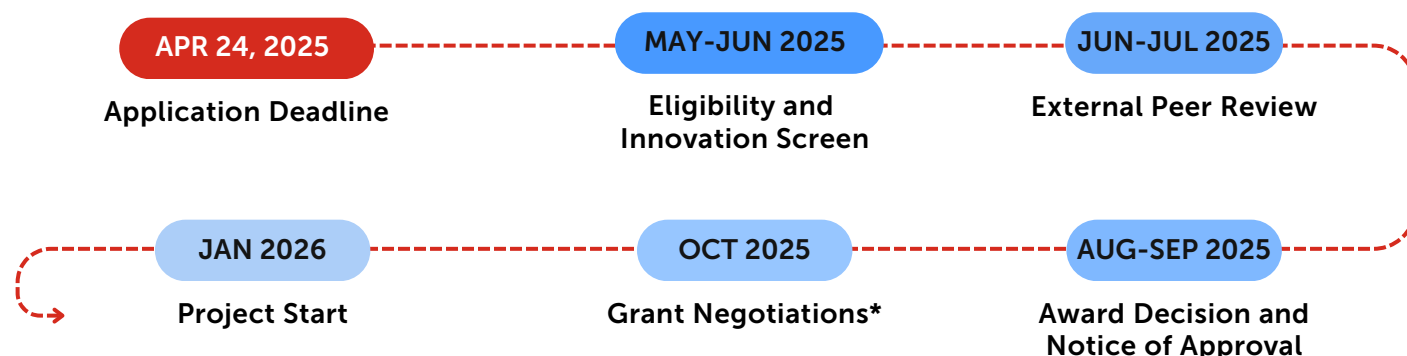 APR 24, 2025
Application Deadline
MAY-JUN 2025
Eligibility and
Innovation Screen
JUN-JUL 2025
External Peer Review
AUG-SEP 2025
Award Decision and
Notice of Approval
OCT 2025
Grant Negotiations*
JAN 2026
Project Start